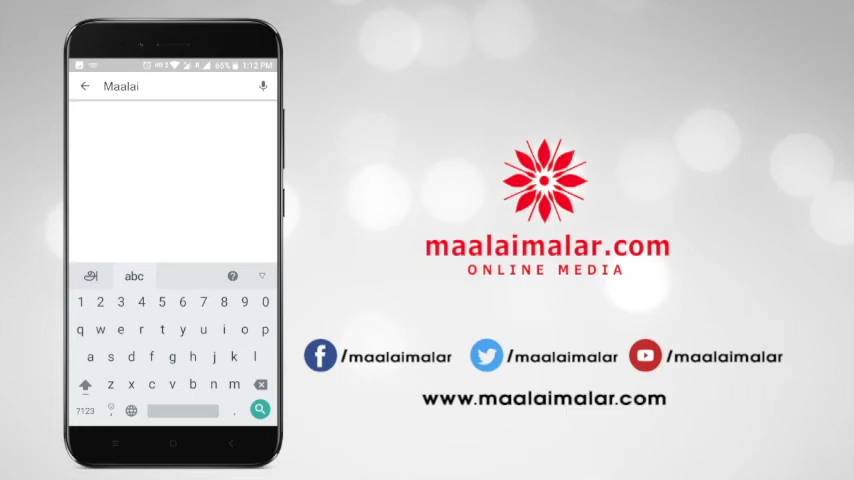 65% 1:12 PM
Maalai
அ abc ?
1 2 3 4 5 6 7 8 9 0
q w e r t y u i o p
a s d f g h j k l
z x c v b n m
?123 , .
maalaimalar.com
ONLINE MEDIA
f /maalaimalar /maalaimalar /maalaimalar
www.maalaimalar.com